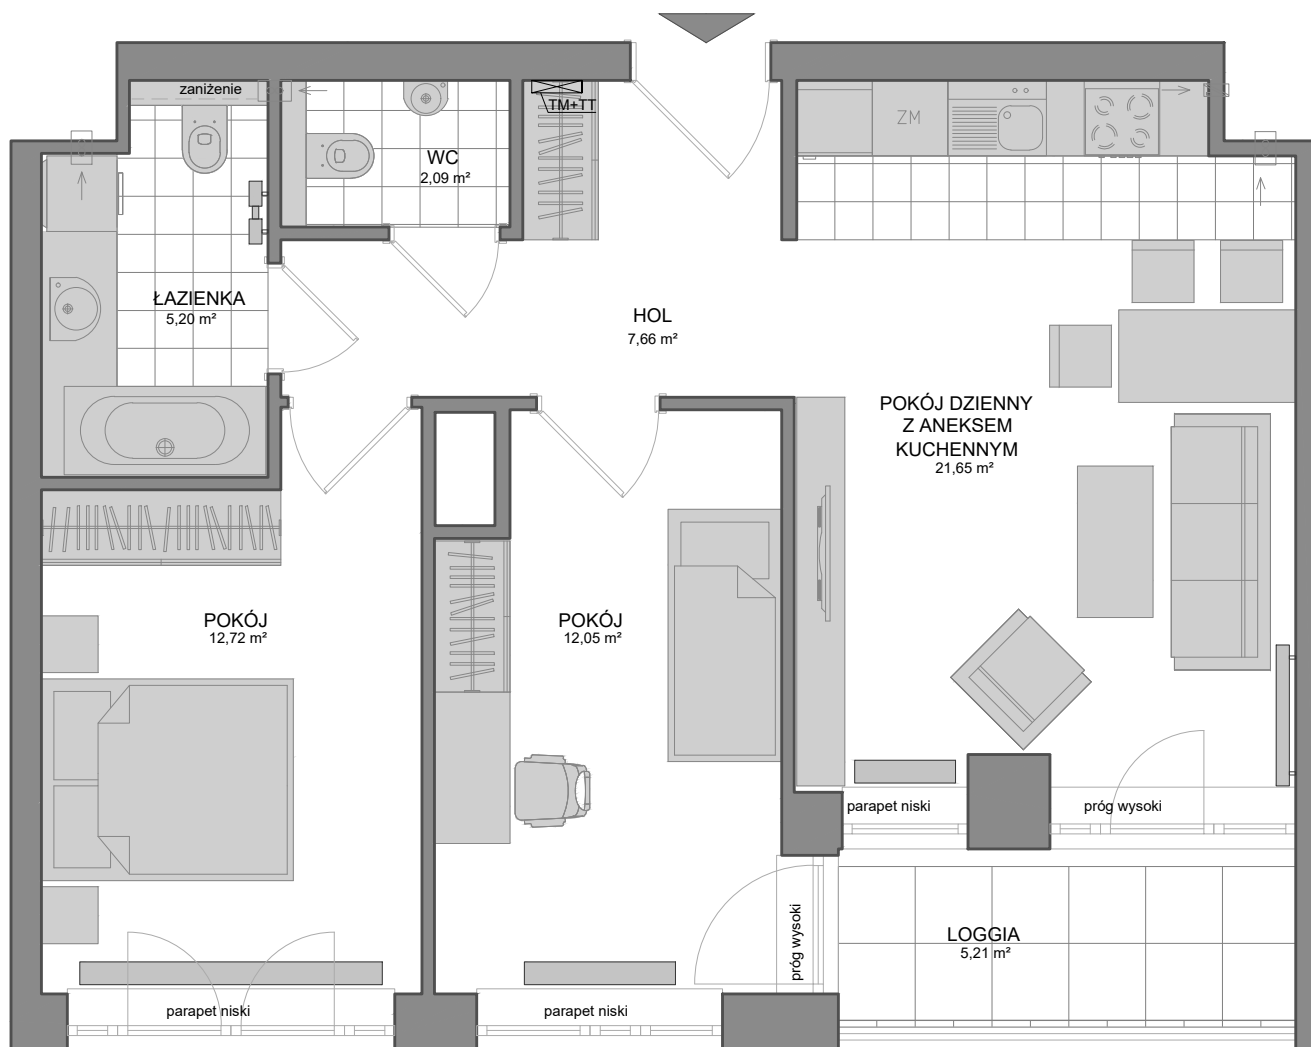 zaniżenie
TM+TT
ZM
WC
2,09 m²
ŁAZIENKA
5,20 m²
HOL
7,66 m²
POKÓJ DZIENNY
Z ANEKSEM
KUCHENNYM
21,65 m²
POKÓJ
12,72 m²
POKÓJ
12,05 m²
parapet niski
próg wysoki
próg wysoki
LOGGIA
5,21 m²
parapet niski
parapet niski